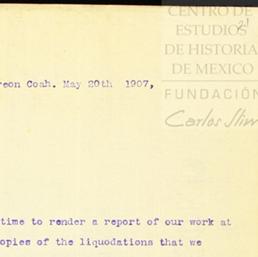 CENTRO DE
ESTUDIOS
DE HISTORIA
DE MEXICO
FUNDACIÓN
Carlos Slim
21
reon Coah. May 20th 1907,
time to render a report of our work at
opies of the liquodations that we